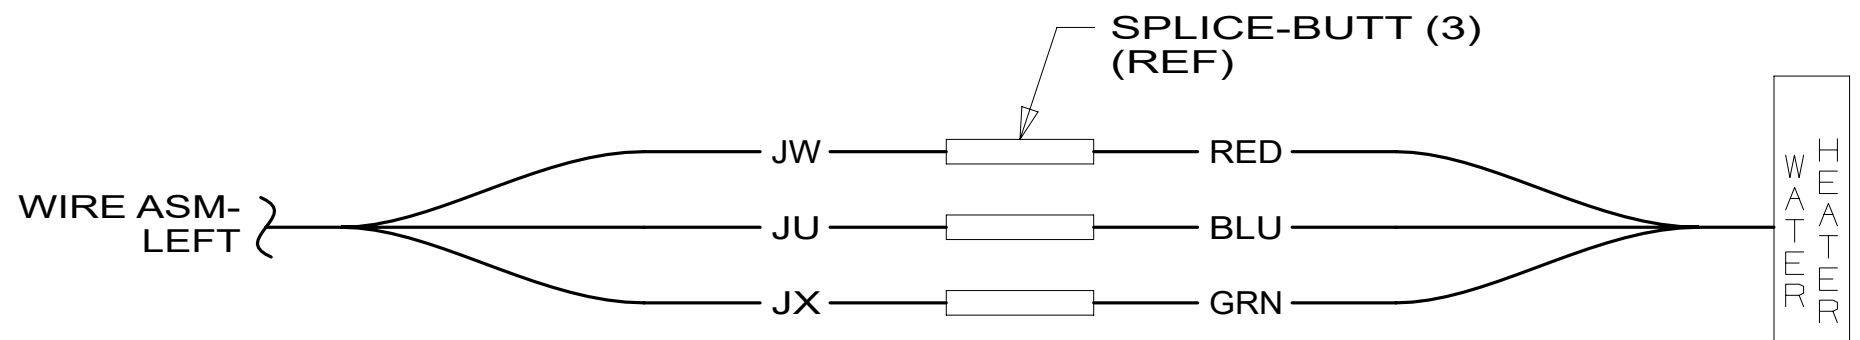 SPLICE-BUTT (3)
(REF)
JW
RED
WIRE ASM-
LEFT
JU
BLU
JX
GRN
WATER
HEATER